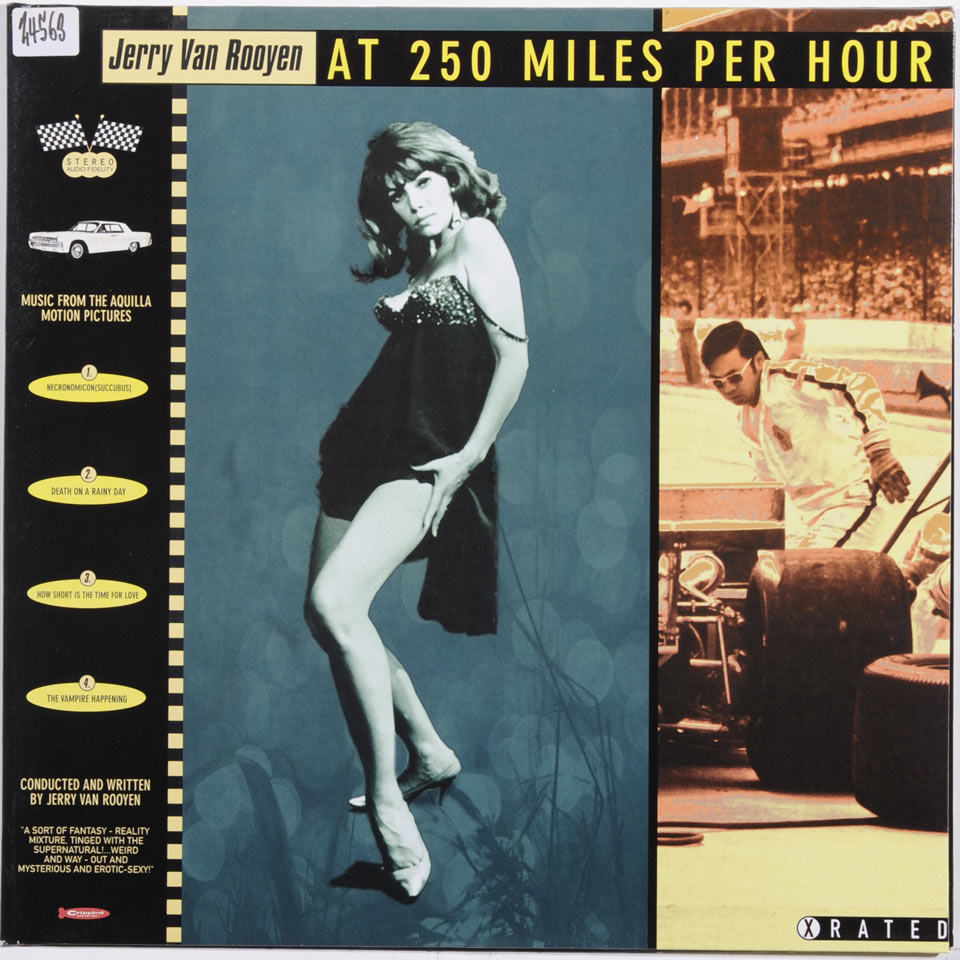 24563
Jerry Van Rooyen AT 250 MILES PER HOUR
STEREO
AUDIO FIDELITY
MUSIC FROM THE AQUILLA
MOTION PICTURES
1.
NECRONOMICON(SUCCUBUS)
2.
DEATH ON A RAINY DAY
3.
HOW SHORT IS THE TIME FOR LOVE
4.
THE VAMPIRE HAPPENING
CONDUCTED AND WRITTEN
BY JERRY VAN ROOYEN
"A SORT OF FANTASY - REALITY
MIXTURE, TINGED WITH THE
SUPERNATURAL!...WEIRD
AND WAY - OUT AND
MYSTERIOUS AND EROTIC-SEXY!"
Crippled
X RATED